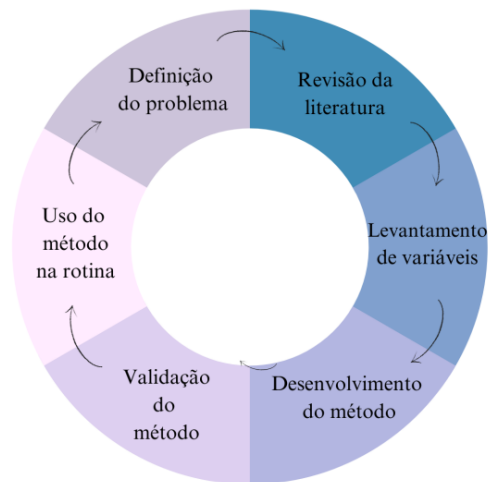 Definição
do problema
Revisão da
literatura
Levantamento
de variáveis
Desenvolvimento
do método
Validação
do
método
Uso do
método
na rotina